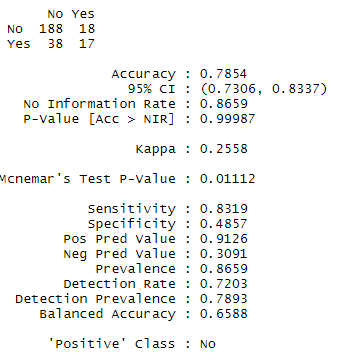 No Yes
No 188 18
Yes 38 17
Accuracy : 0.7854
95% CI : (0.7306, 0.8337)
No Information Rate : 0.8659
P-Value [Acc > NIR] : 0.99987
Kappa : 0.2558
Mcnemar's Test P-Value : 0.01112
Sensitivity : 0.8319
Specificity : 0.4857
Pos Pred Value : 0.9126
Neg Pred Value : 0.3091
Prevalence : 0.8659
Detection Rate : 0.7203
Detection Prevalence : 0.7893
Balanced Accuracy : 0.6588
'Positive' Class : No